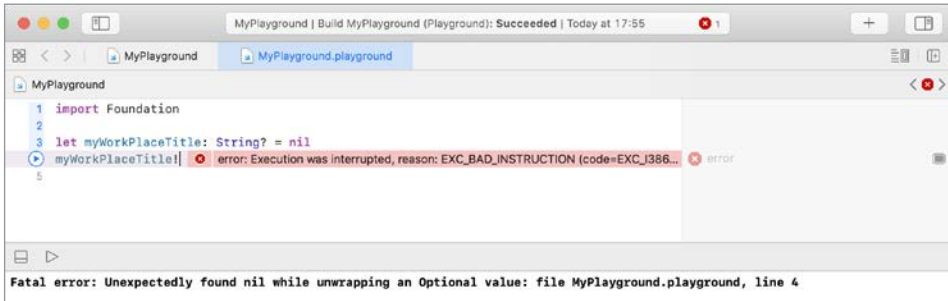 MyPlayground | Build MyPlayground (Playground): Succeeded | Today at 17:55 1
MyPlayground MyPlayground.playground
MyPlayground
1 import Foundation
2
3 let myWorkPlaceTitle: String? = nil
myWorkPlaceTitle! error: Execution was interrupted, reason: EXC_BAD_INSTRUCTION (code=EXC_I386... error
5
Fatal error: Unexpectedly found nil while unwrapping an Optional value: file MyPlayground.playground, line 4